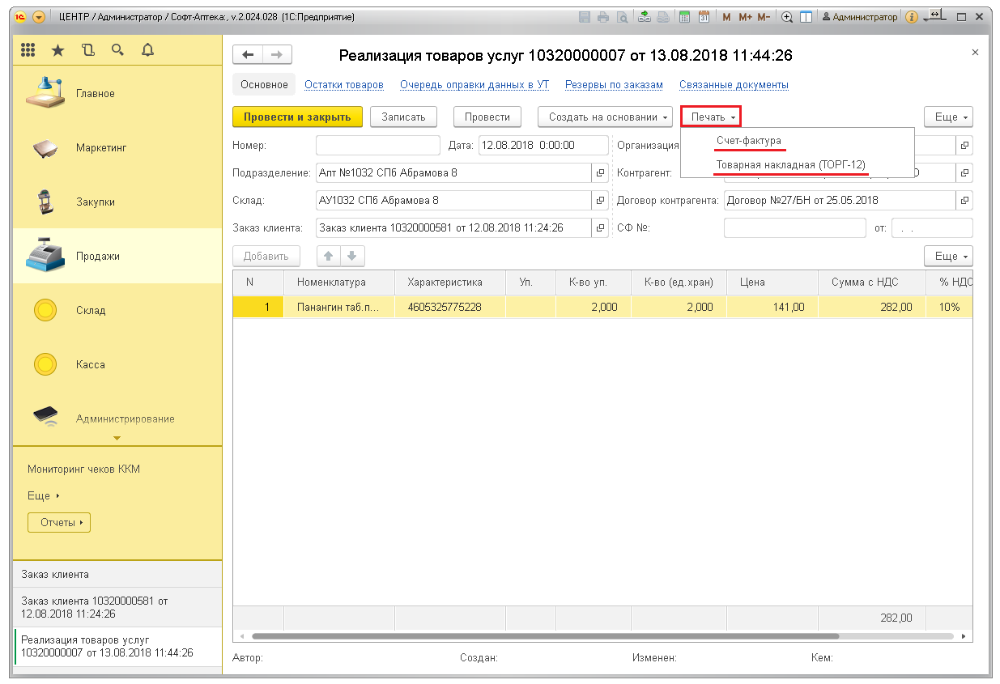 ЦЕНТР / Администратор / Софт-Аптека:, v.2.024.028 (1С:Предприятие)
M M+ M- Администратор
Реализация товаров услуг 10320000007 от 13.08.2018 11:44:26
Основное Остатки товаров Очередь оправки данных в УТ Резервы по заказам Связанные документы
Провести и закрыть Записать Провести Создать на основании Печать Еще
Счет-фактура
Товарная накладная (ТОРГ-12)
Номер: Дата: 12.08.2018 0:00:00 Организация
Подразделение: Апт №1032 СПб Абрамова 8 Контрагент:
Склад: АУ1032 СПб Абрамова 8 Договор контрагента: Договор №27/БН от 25.05.2018
Заказ клиента: Заказ клиента 10320000581 от 12.08.2018 11:24:26 СФ №: от: . .
Добавить Еще
N Номенклатура Характеристика Уп. К-во уп. К-во (ед.хран) Цена Сумма с НДС % НДС
1 Панангин таб.п... 4605325775228 2,000 2,000 141,00 282,00 10%
282,00
Автор: Создан: Изменен: Кем:
Главное
Маркетинг
Закупки
Продажи
Склад
Касса
Администрирование
Мониторинг чеков ККМ
Еще
Отчеты
Заказ клиента
Заказ клиента 10320000581 от
12.08.2018 11:24:26
Реализация товаров услуг
10320000007 от 13.08.2018 11:44:26